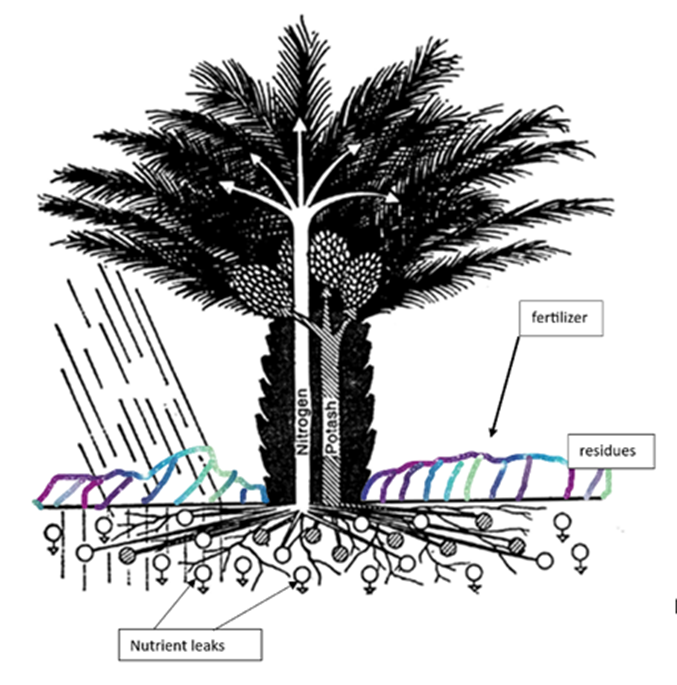 fertilizer
residues
Nitrogen
Potash
Nutrient leaks